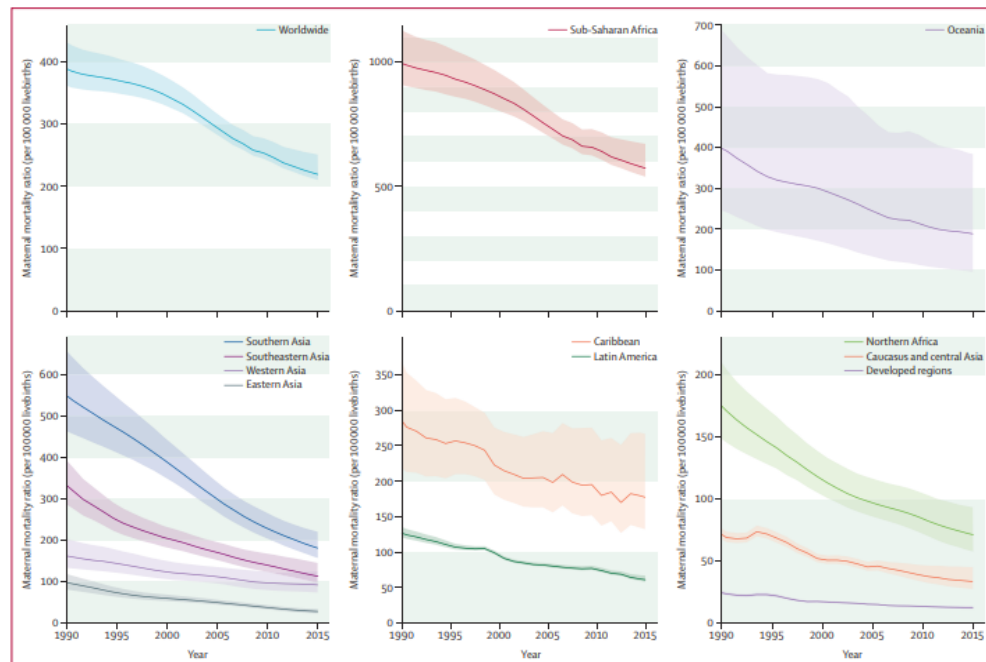 Worldwide
Maternal mortality ratio (per 100 000 livebirths)
400
300
200
100
0
Sub-Saharan Africa
Maternal mortality ratio (per 100 000 livebirths)
1000
500
0
Oceania
Maternal mortality ratio (per 100 000 livebirths)
700
600
500
400
300
200
100
0
Southern Asia
Southeastern Asia
Western Asia
Eastern Asia
Maternal mortality ratio (per 100 000 livebirths)
600
500
400
300
200
100
0
1990 1995 2000 2005 2010 2015
Year
Caribbean
Latin America
Maternal mortality ratio (per 100 000 livebirths)
350
300
250
200
150
100
50
0
1990 1995 2000 2005 2010 2015
Year
Northern Africa
Caucasus and central Asia
Developed regions
Maternal mortality ratio (per 100 000 livebirths)
200
150
100
50
0
1990 1995 2000 2005 2010 2015
Year